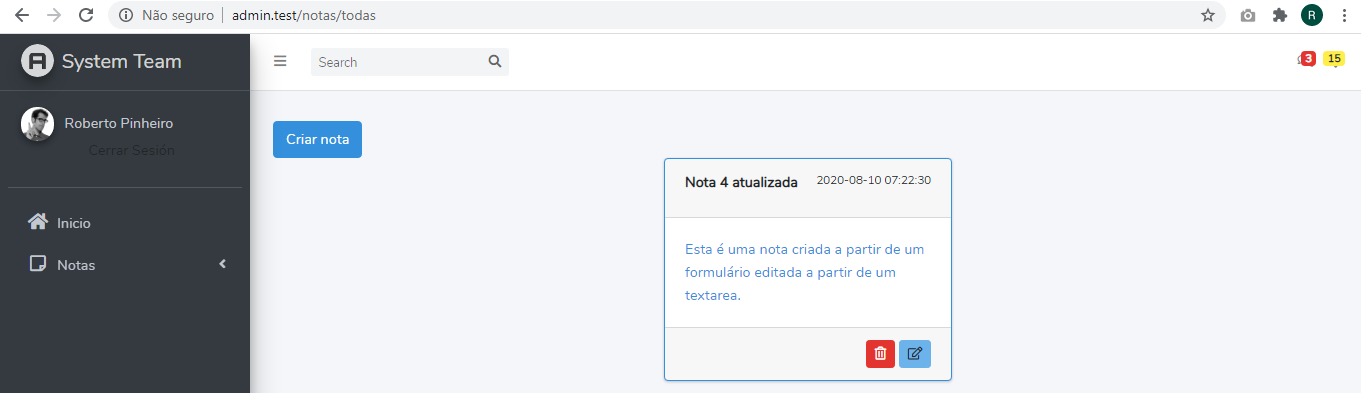 Não seguro
admin.test/notas/todas
R
System Team
Search
3
15
Roberto Pinheiro
Cerrar Sesión
Criar nota
Nota 4 atualizada
2020-08-10 07:22:30
Inicio
Esta é uma nota criada a partir de um
formulário editada a partir de um
textarea.
Notas